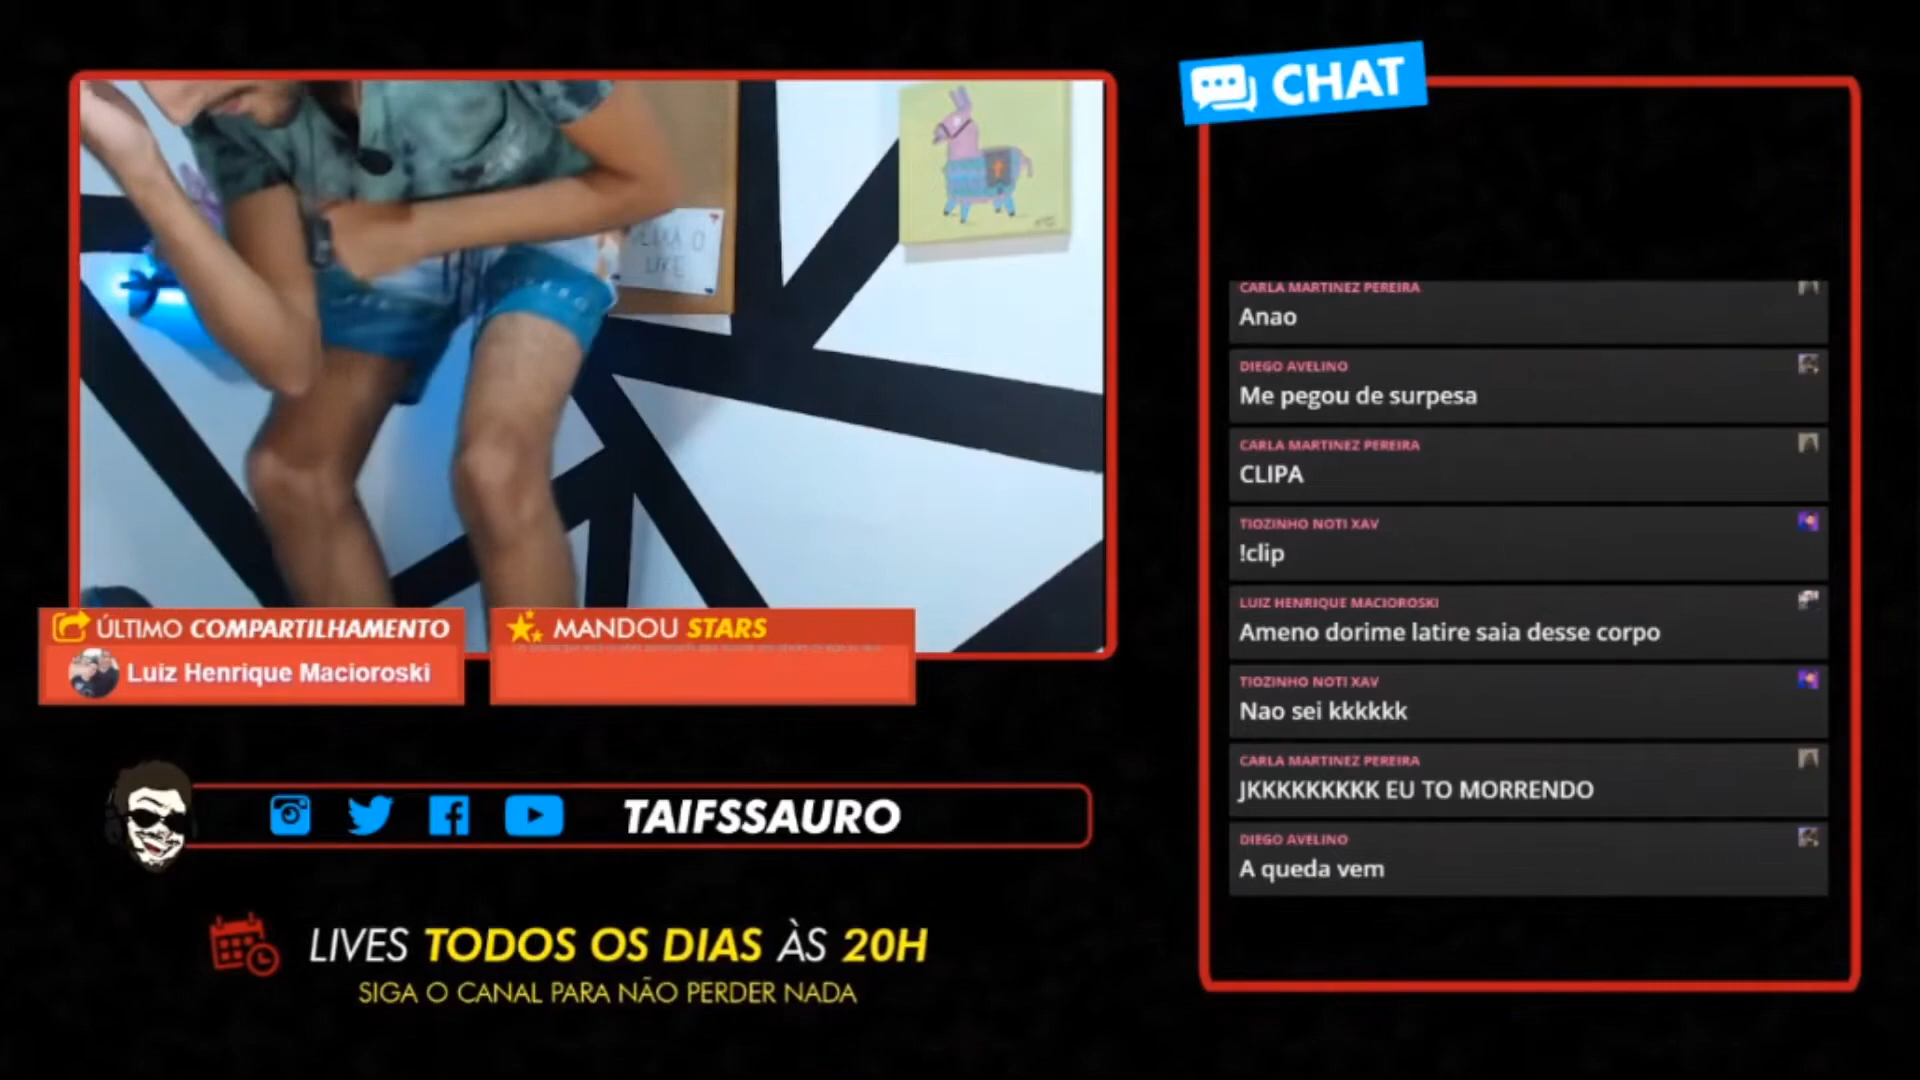 CHAT
DEIXA O
LIKE
CARLA MARTINEZ PEREIRA
Anao
DIEGO AVELINO
Me pegou de surpesa
CARLA MARTINEZ PEREIRA
CLIPA
TIOZINHO NOTI XAV
!clip
LUIZ HENRIQUE MACIOROSKI
Ameno dorime latire saia desse corpo
TIOZINHO NOTI XAV
Nao sei kkkkkk
CARLA MARTINEZ PEREIRA
JKKKKKKKKK EU TO MORRENDO
DIEGO AVELINO
A queda vem
ÚLTIMO COMPARTILHAMENTO
Luiz Henrique Macioroski
MANDOU STARS
TAIFSSAURO
LIVES TODOS OS DIAS ÀS 20H
SIGA O CANAL PARA NÃO PERDER NADA